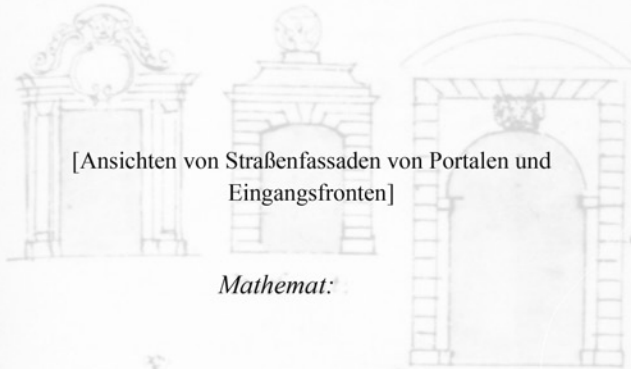 [Ansichten von Straßenfassaden von Portalen und
Eingangsfronten]
Mathemat: